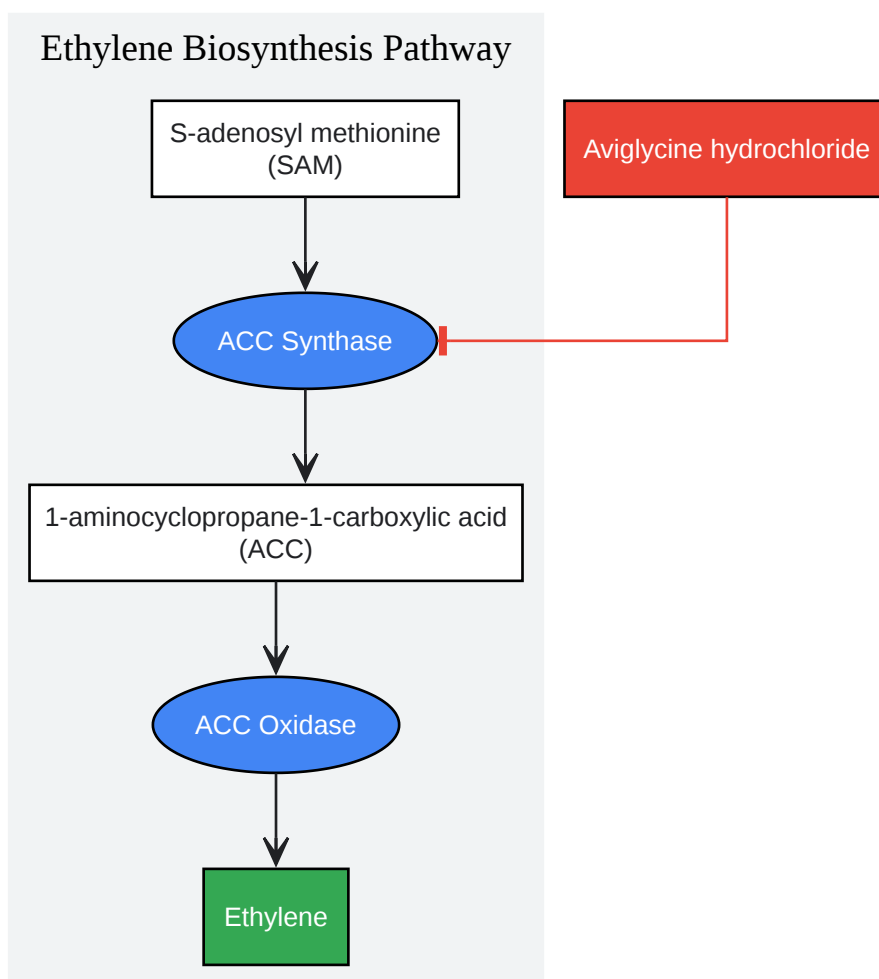 Ethylene Biosynthesis Pathway
S-adenosyl methionine
(SAM)
Aviglycine hydrochloride
ACC Synthase
1-aminocyclopropane-1-carboxylic acid
(ACC)
ACC Oxidase
Ethylene